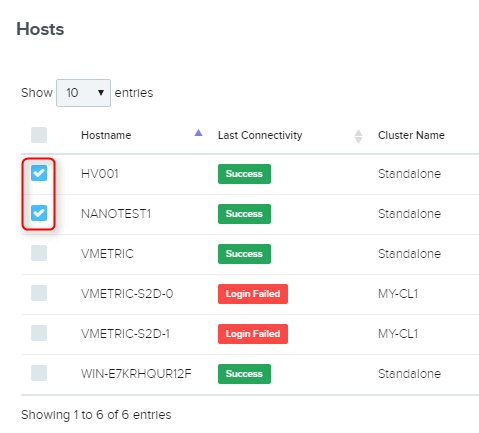 Hosts
Show 10 entries
Hostname Last Connectivity Cluster Name
HV001 Success Standalone
NANOTEST1 Success Standalone
VMETRIC Success Standalone
VMETRIC-S2D-0 Login Failed MY-CL1
VMETRIC-S2D-1 Login Failed MY-CL1
WIN-E7KRHQUR12F Success Standalone
Showing 1 to 6 of 6 entries